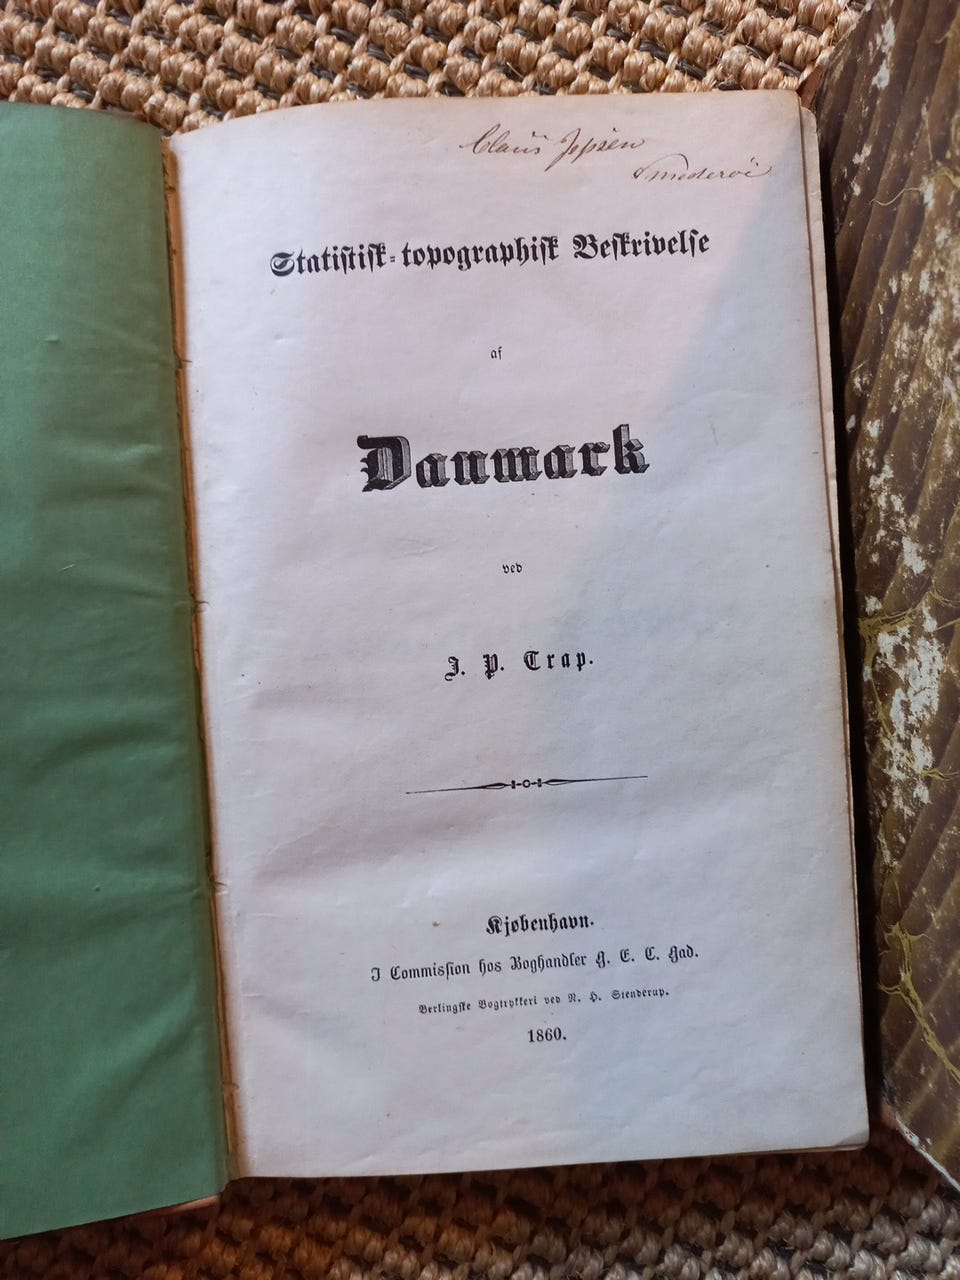 Claus Jepsen
Smederöi
Statistisk-topographisk Beskrivelse
af
Danmark
ved
J. P. Trap.
Kjøbenhavn.
I Commission hos Boghandler G. E. C. Gad.
Berlingske Bogtrykkeri ved N. H. Stenderup.
1860.